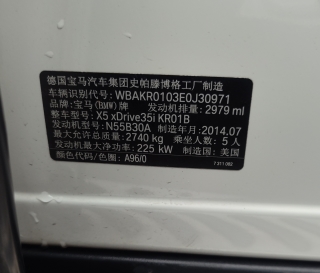 德国宝马汽车集团史帕滕博格工厂制造
车辆识别代号: WBAKR0103E0J30971
品牌: 宝马(BMW)牌 发动机排量: 2979 ml
整车型号: X5 xDrive35i KR01B
发动机型号: N55B30A 制造年月: 2014.07
最大允许总质量: 2740 kg 乘坐人数: 5 人
发动机最大净功率: 225 kW 制造国: 美国
颜色代码/色彩: A96/0